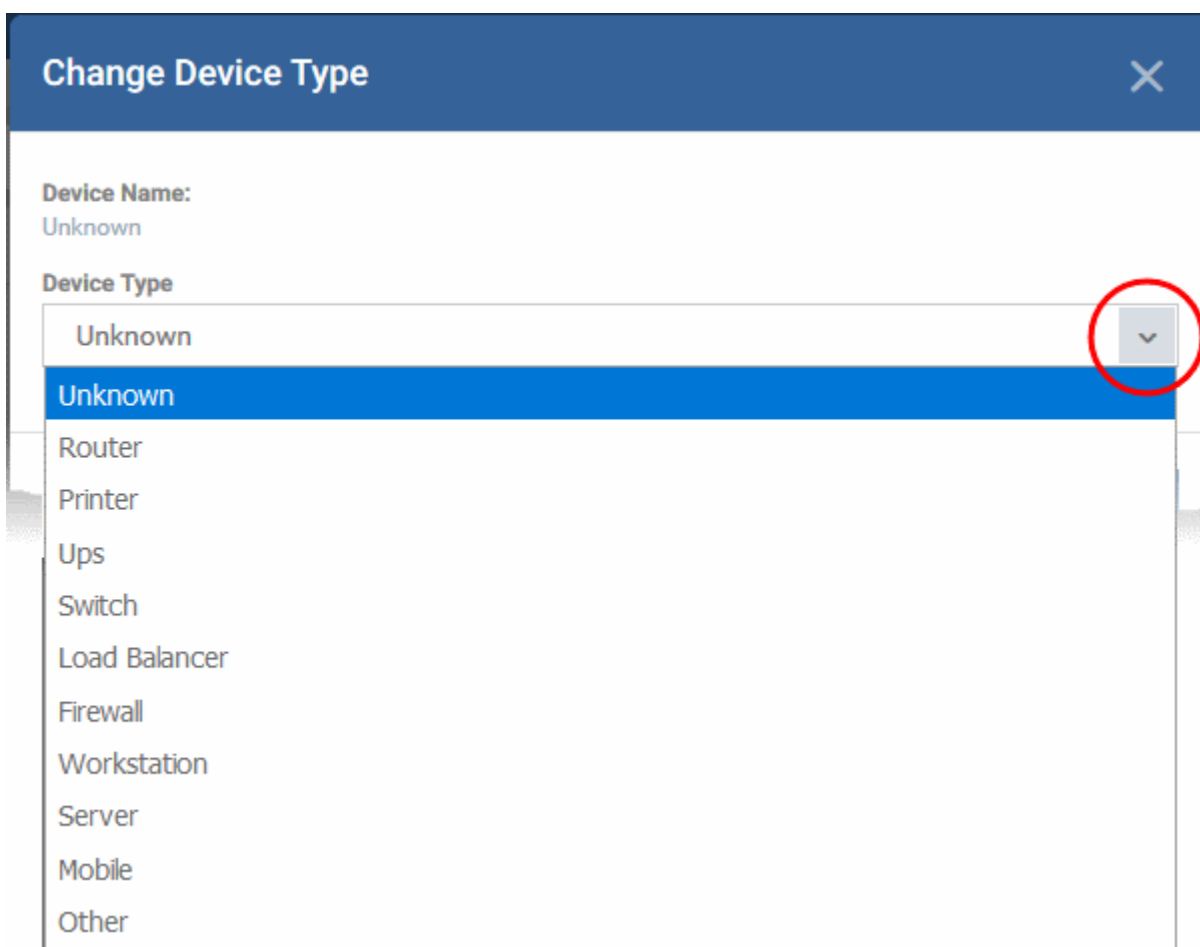 Change Device Type
Device Name:
Unknown
Device Type
Unknown
Unknown
Router
Printer
Ups
Switch
Load Balancer
Firewall
Workstation
Server
Mobile
Other